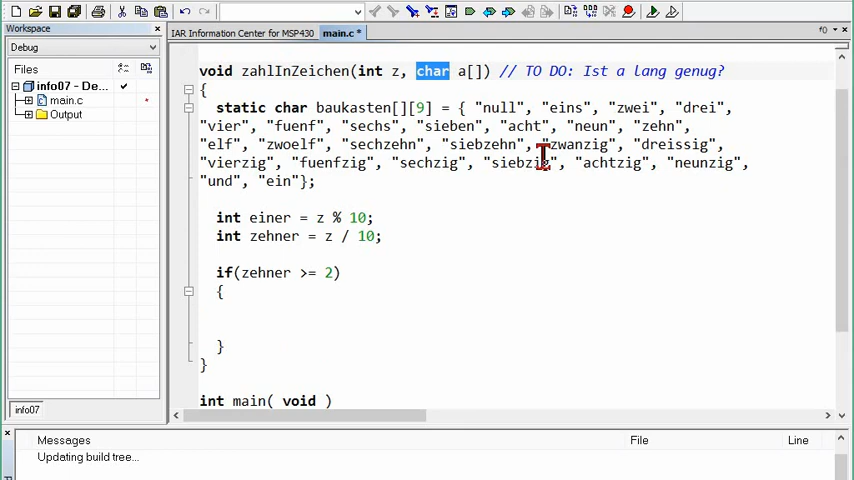 Workspace
Debug
Files
info07 - De...
main.c
Output
info07
IAR Information Center for MSP430
main.c *
f0
void zahlInZeichen(int z, char a[]) // TO DO: Ist a lang genug?
{
static char baukasten[][9] = { "null", "eins", "zwei", "drei",
"vier", "fuenf", "sechs", "sieben", "acht", "neun", "zehn",
"elf", "zwoelf", "sechzehn", "siebzehn", "zwanzig", "dreissig",
"vierzig", "fuenfzig", "sechzig", "siebzig", "achtzig", "neunzig",
"und", "ein"};
int einer = z % 10;
int zehner = z / 10;
if(zehner >= 2)
{
}
}
int main( void )
Messages
File
Line
Updating build tree...